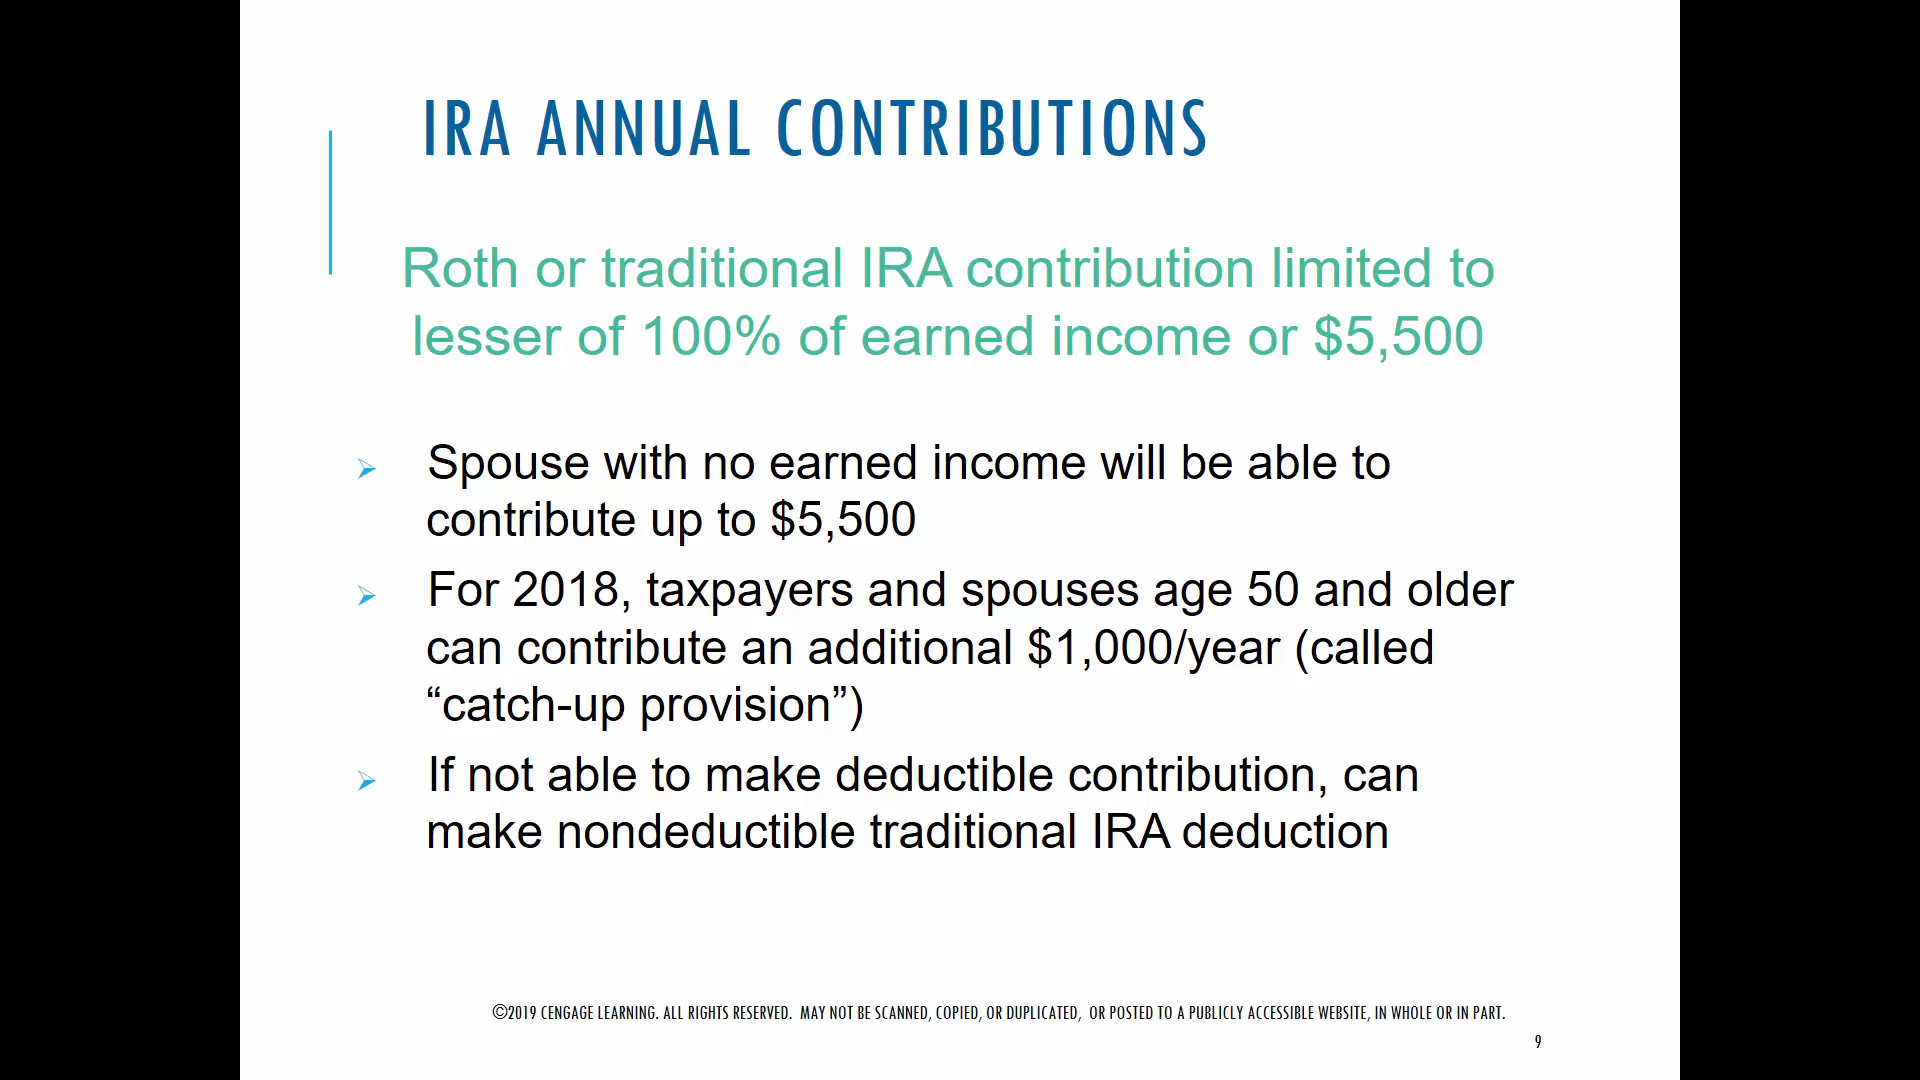 IRA ANNUAL CONTRIBUTIONS
Roth or traditional IRA contribution limited to
lesser of 100% of earned income or $5,500
Spouse with no earned income will be able to
contribute up to $5,500
For 2018, taxpayers and spouses age 50 and older
can contribute an additional $1,000/year (called
“catch-up provision”)
If not able to make deductible contribution, can
make nondeductible traditional IRA deduction
©2019 CENGAGE LEARNING. ALL RIGHTS RESERVED. MAY NOT BE SCANNED, COPIED, OR DUPLICATED, OR POSTED TO A PUBLICLY ACCESSIBLE WEBSITE, IN WHOLE OR IN PART.
9